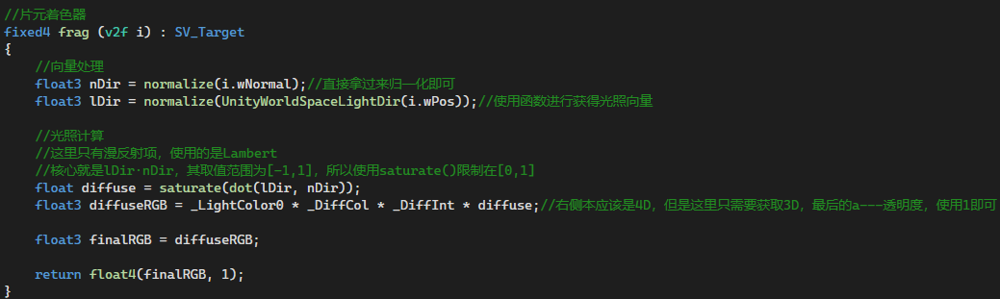 //片元着色器
fixed4 frag (v2f i) : SV_Target
{
//向量处理
float3 nDir = normalize(i.wNormal);//直接拿过来归一化即可
float3 lDir = normalize(UnityWorldSpaceLightDir(i.wPos));//使用函数进行获得光照向量
//光照计算
//这里只有漫反射项，使用的是Lambert
//核心就是lDir·nDir，其取值范围为[-1,1]，所以使用saturate()限制在[0,1]
float diffuse = saturate(dot(lDir, nDir));
float3 diffuseRGB = _LightColor0 * _DiffCol * _DiffInt * diffuse;//右侧本应该是4D，但是这里只需要获取3D，最后的a---透明度，使用1即可
float3 finalRGB = diffuseRGB;
return float4(finalRGB, 1);
}